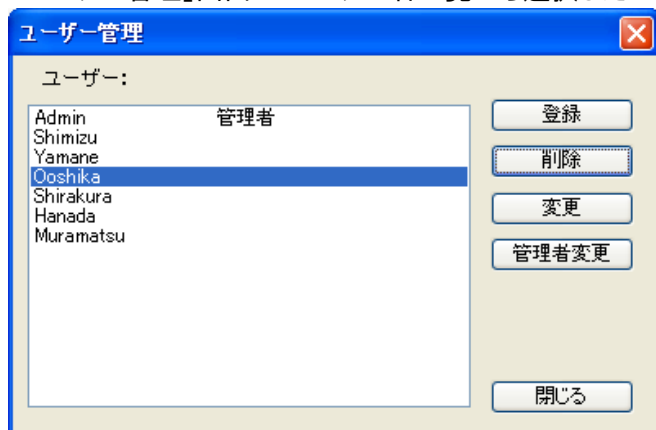 ユーザー管理
ユーザー:
Admin 管理者
Shimizu
Yamane
Ooshika
Shirakura
Hanada
Muramatsu
登録
削除
変更
管理者変更
閉じる